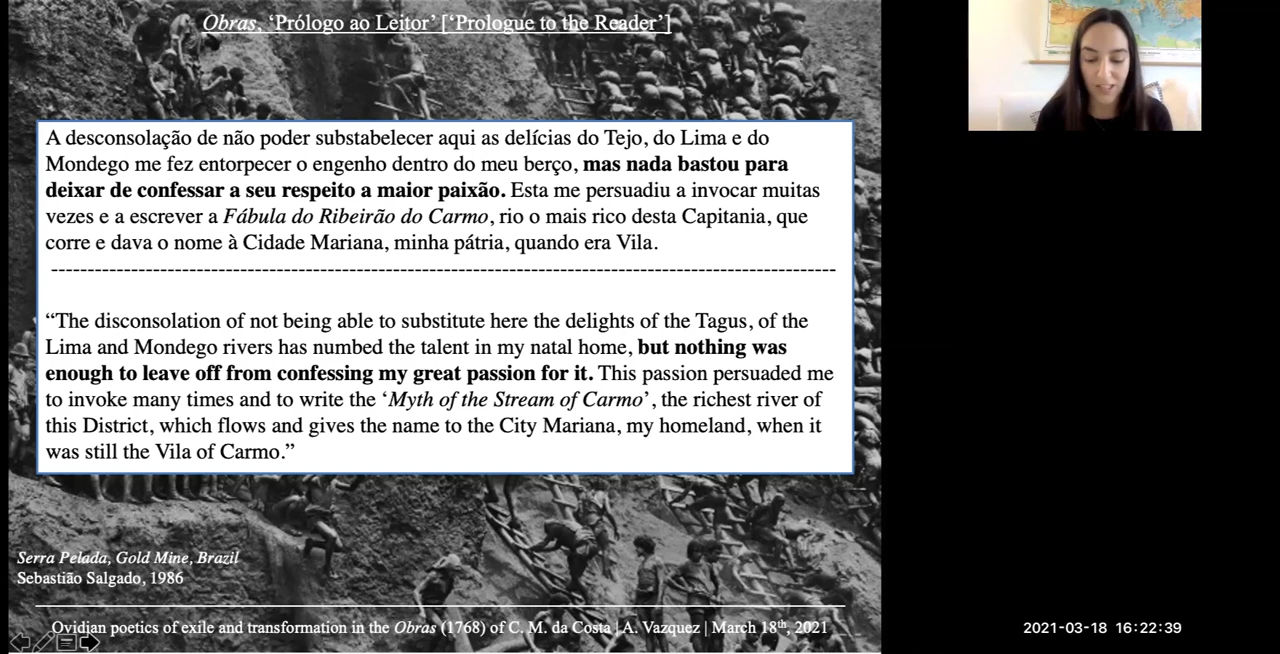 Obras, ‘Prólogo ao Leitor’ [‘Prologue to the Reader’]
A desconsolação de não poder substabelecer aqui as delícias do Tejo, do Lima e do
Mondego me fez entorpecer o engenho dentro do meu berço, mas nada bastou para
deixar de confessar a seu respeito a maior paixão. Esta me persuadiu a invocar muitas
vezes e a escrever a Fábula do Ribeirão do Carmo, rio o mais rico desta Capitania, que
corre e dava o nome à Cidade Mariana, minha pátria, quando era Vila.
------------------------------------------------------------------------------------------------------------
“The disconsolation of not being able to substitute here the delights of the Tagus, of the
Lima and Mondego rivers has numbed the talent in my natal home, but nothing was
enough to leave off from confessing my great passion for it. This passion persuaded me
to invoke many times and to write the ‘Myth of the Stream of Carmo’, the richest river of
this District, which flows and gives the name to the City Mariana, my homeland, when it
was still the Vila of Carmo.”
Serra Pelada, Gold Mine, Brazil
Sebastião Salgado, 1986
Ovidian poetics of exile and transformation in the Obras (1768) of C. M. da Costa | A. Vazquez | March 18th, 2021
2021-03-18 16:22:39